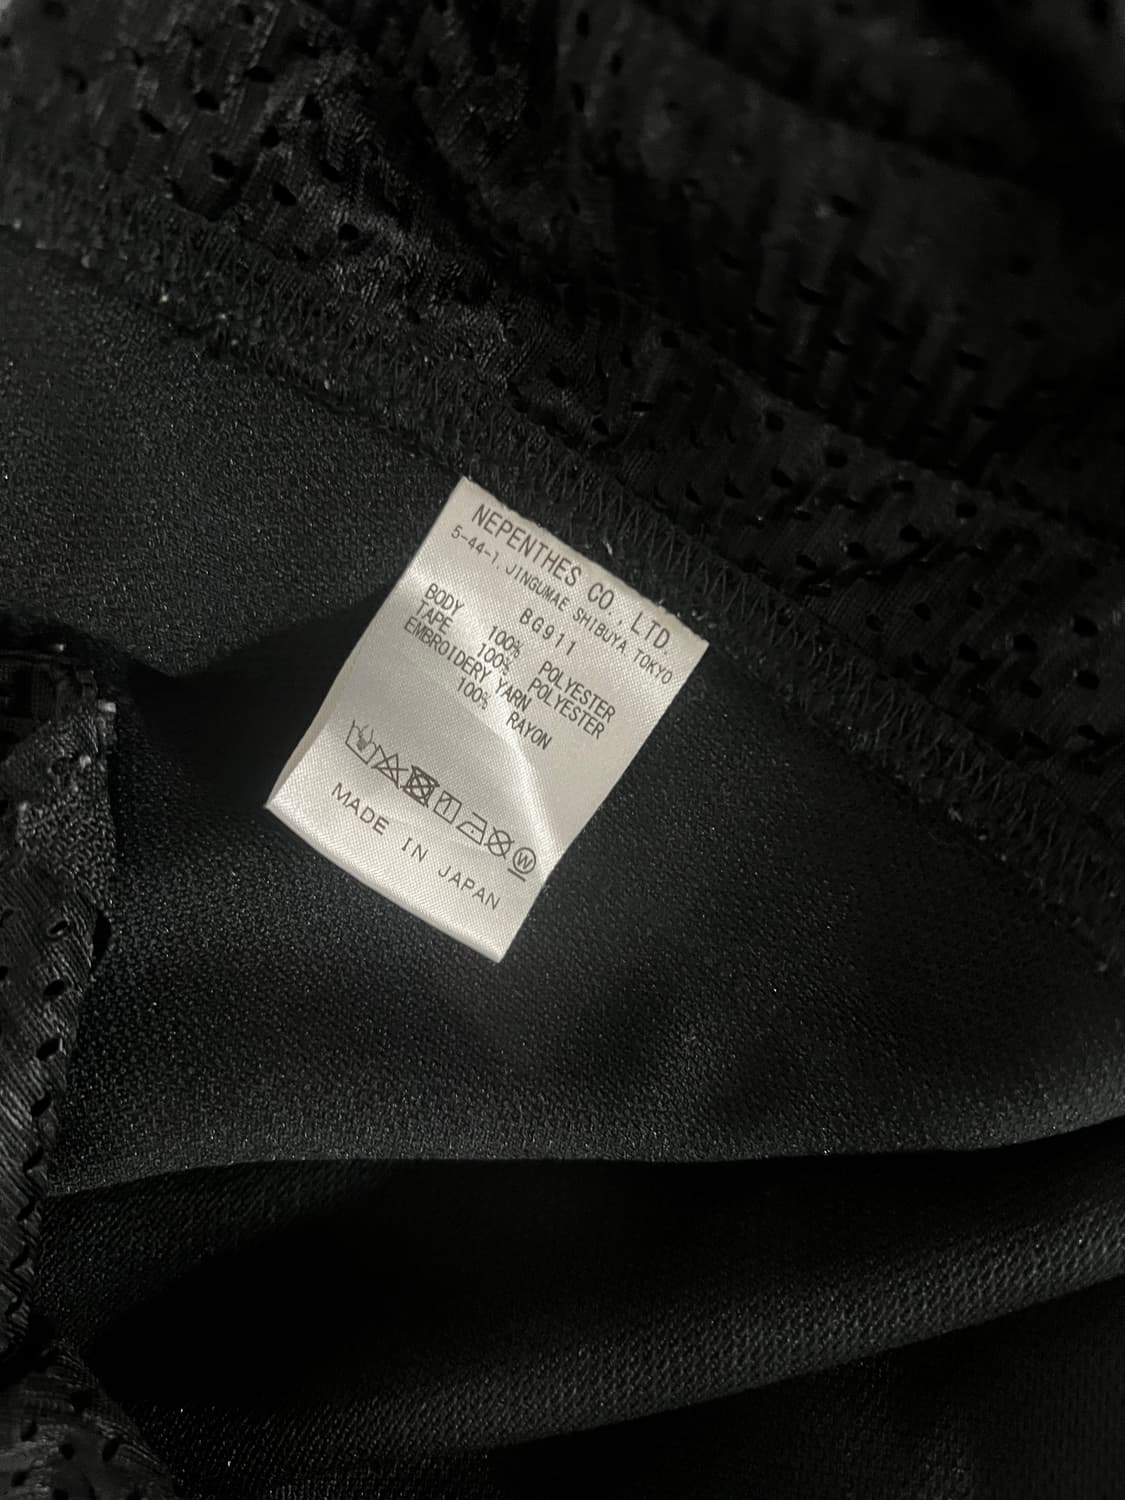 NEPENTHES CO., LTD.
5-44-1, JINGUMAE SHIBUYA TOKYO
BG911
BODY 100% POLYESTER
TAPE 100% POLYESTER
EMBROIDERY YARN
100% RAYON
W
MADE IN JAPAN